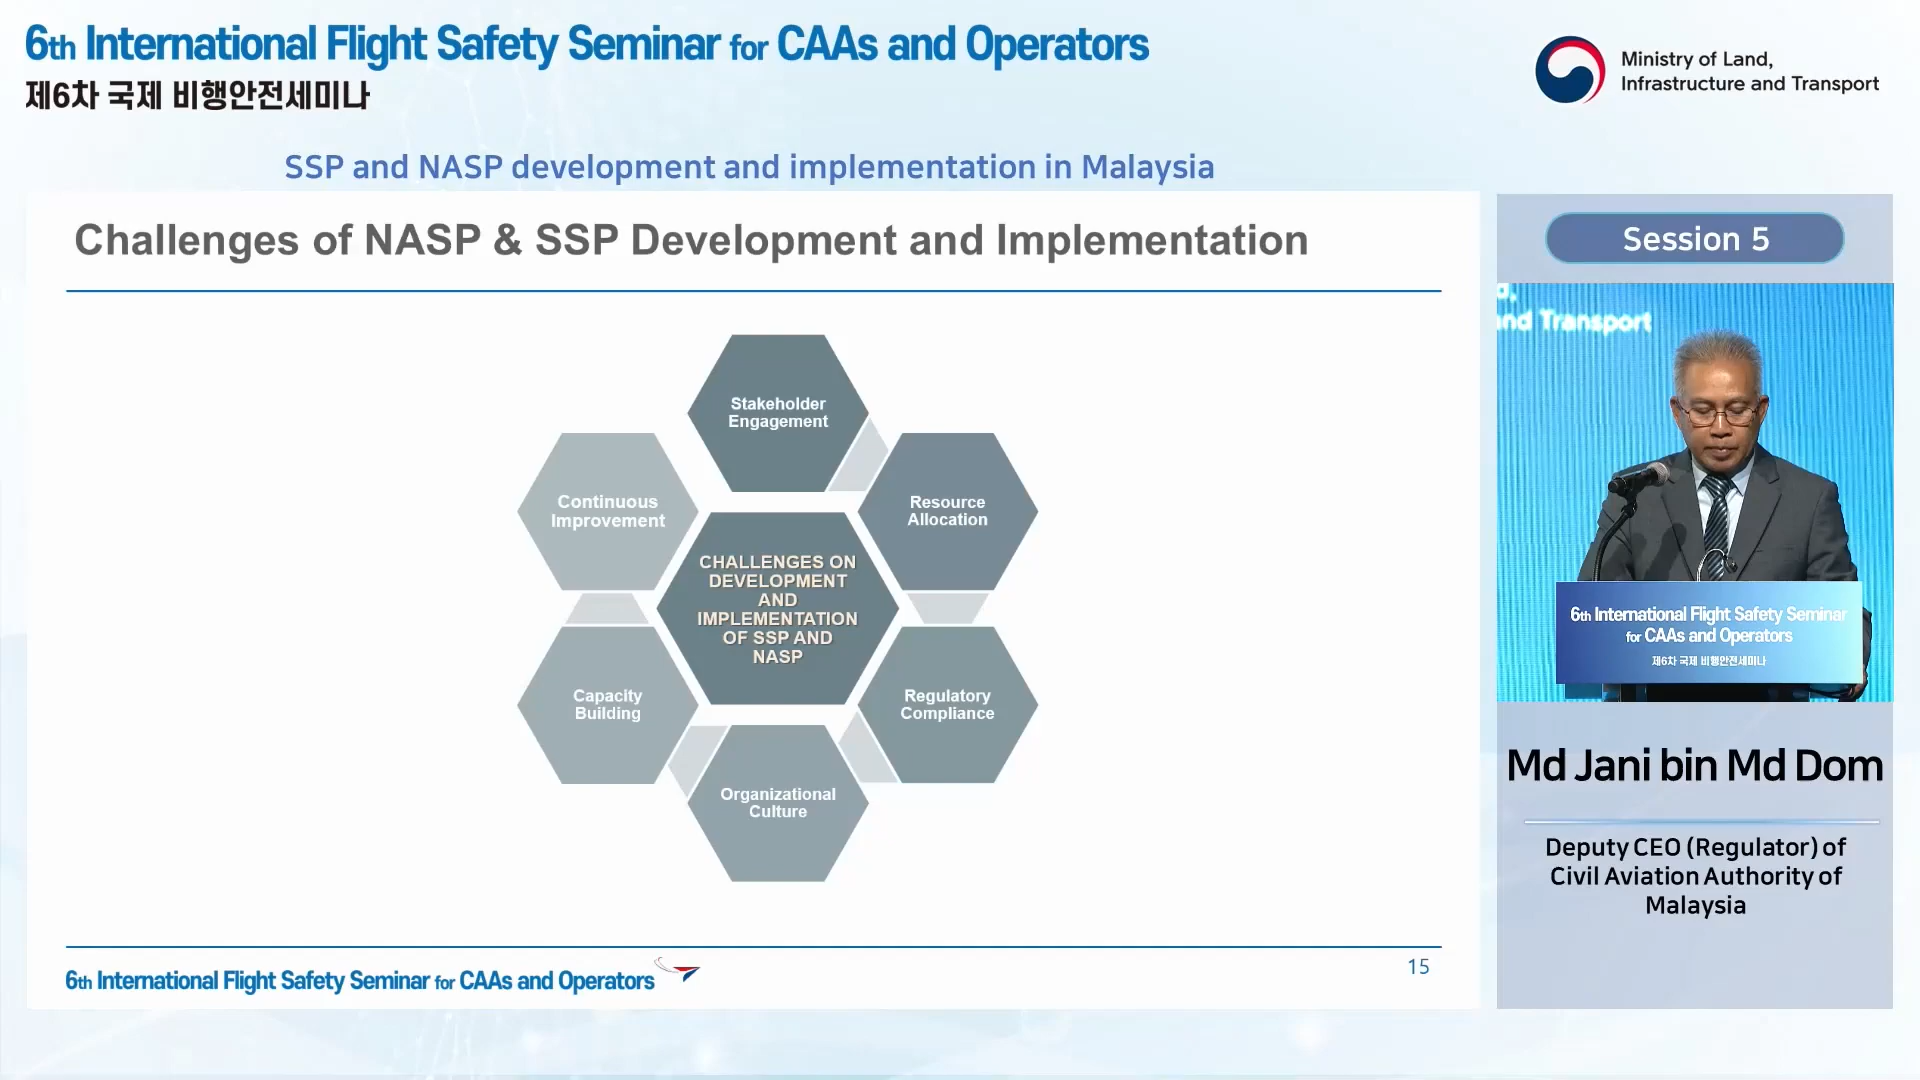 6th International Flight Safety Seminar for CAAs and Operators
제6차 국제 비행안전세미나
Ministry of Land,
Infrastructure and Transport
SSP and NASP development and implementation in Malaysia
Challenges of NASP & SSP Development and Implementation
Stakeholder
Engagement
Resource
Allocation
Regulatory
Compliance
Organizational
Culture
Capacity
Building
Continuous
Improvement
CHALLENGES ON
DEVELOPMENT
AND
IMPLEMENTATION
OF SSP AND
NASP
6th International Flight Safety Seminar for CAAs and Operators
15
Session 5
and Transport
6th International Flight Safety Seminar
for CAAs and Operators
제6차 국제 비행안전세미나
Md Jani bin Md Dom
Deputy CEO (Regulator) of
Civil Aviation Authority of
Malaysia